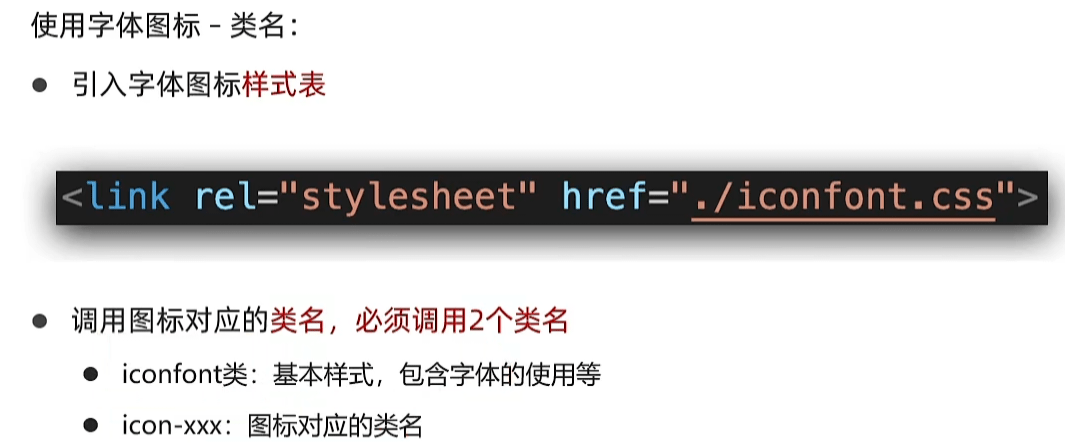 使用字体图标 – 类名：
● 引入字体图标样式表
<link rel="stylesheet" href="./iconfont.css">
● 调用图标对应的类名，必须调用2个类名
● iconfont类：基本样式，包含字体的使用等
● icon-xxx：图标对应的类名